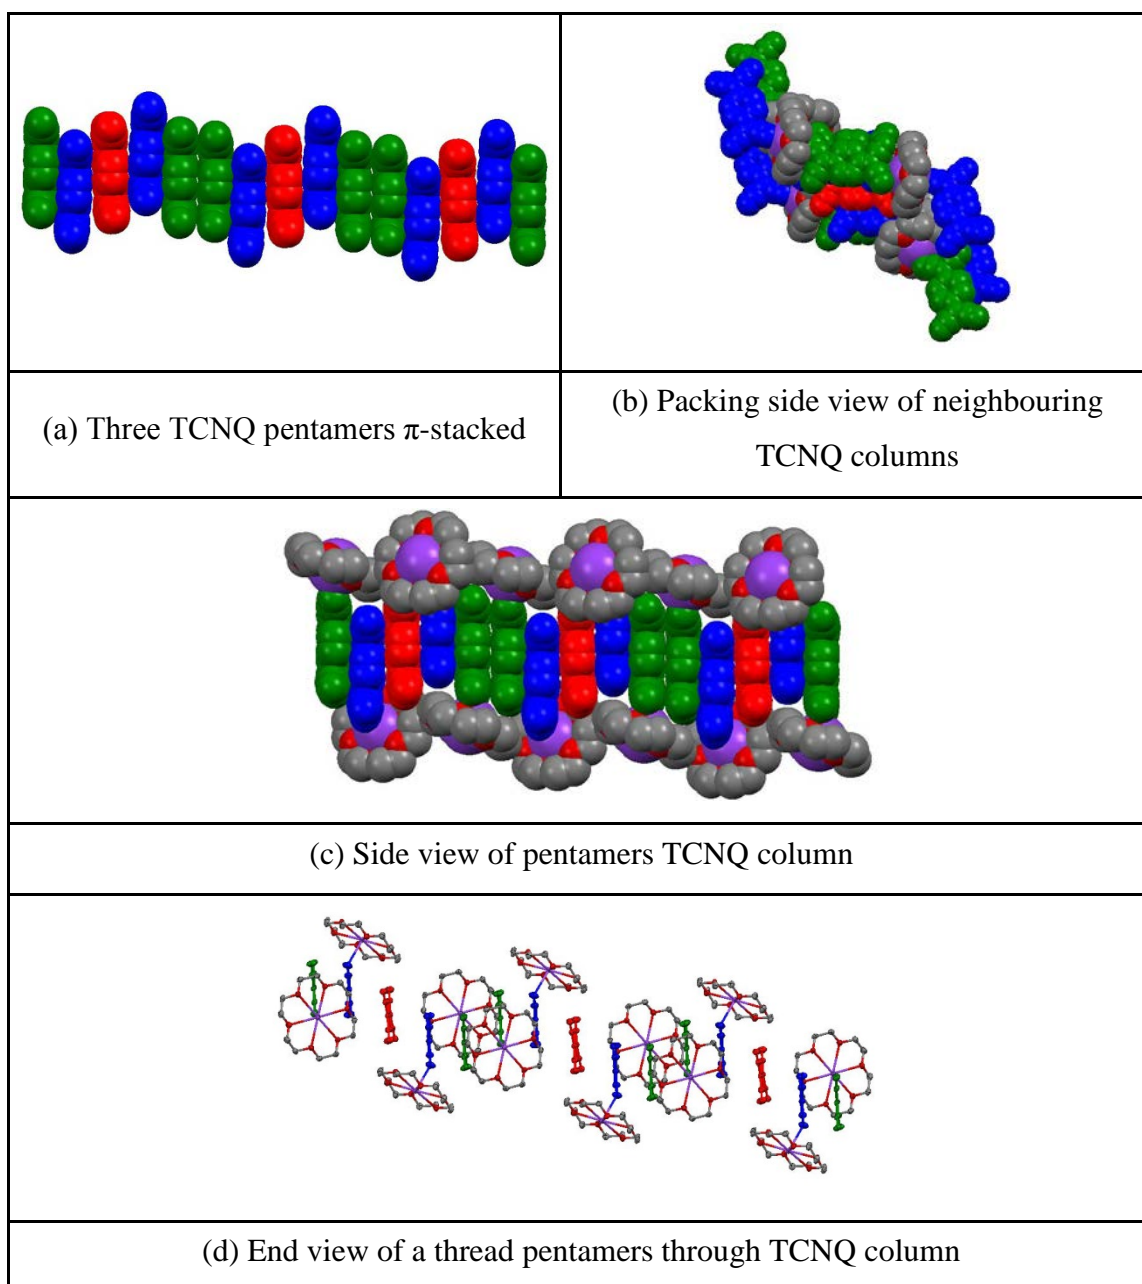 (a) Three TCNQ pentamers π-stacked
(b) Packing side view of neighbouring
TCNQ columns
(c) Side view of pentamers TCNQ column
(d) End view of a thread pentamers through TCNQ column